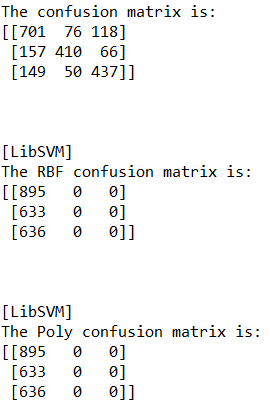 The confusion matrix is:
[[701  76 118]
 [157 410  66]
 [149  50 437]]
[LibSVM]
The RBF confusion matrix is:
[[895   0   0]
 [633   0   0]
 [636   0   0]]
[LibSVM]
The Poly confusion matrix is:
[[895   0   0]
 [633   0   0]
 [636   0   0]]